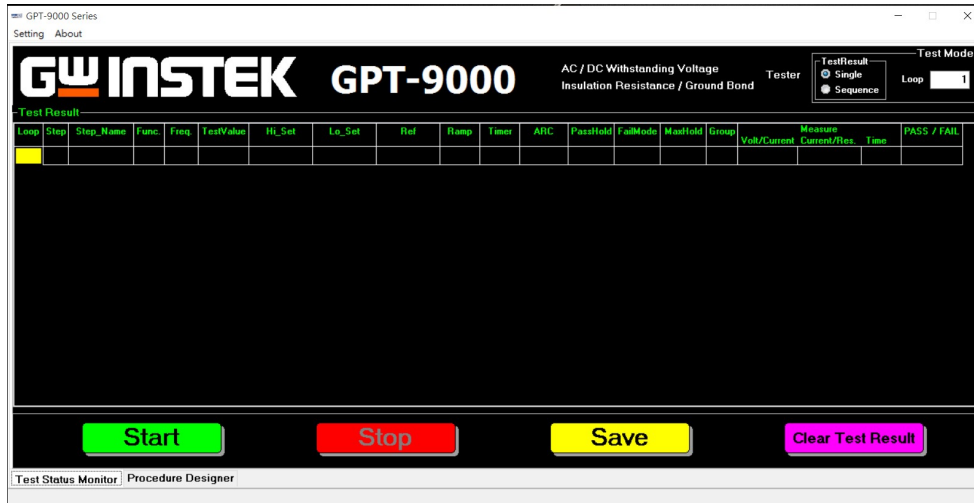 GPT-9000 Series
Setting About
GW INSTEK GPT-9000
AC / DC Withstanding Voltage
Insulation Resistance / Ground Bond
Tester
TestResult
Single
Sequence
Test Mode
Loop 1
Test Result
Loop Step Step_Name Func. Freq. TestValue Hi_Set Lo_Set Ref Ramp Timer ARC PassHold FailMode MaxHold Group Measure PASS / FAIL
Volt/Current Current/Res. Time
Start Stop Save Clear Test Result
Test Status Monitor Procedure Designer